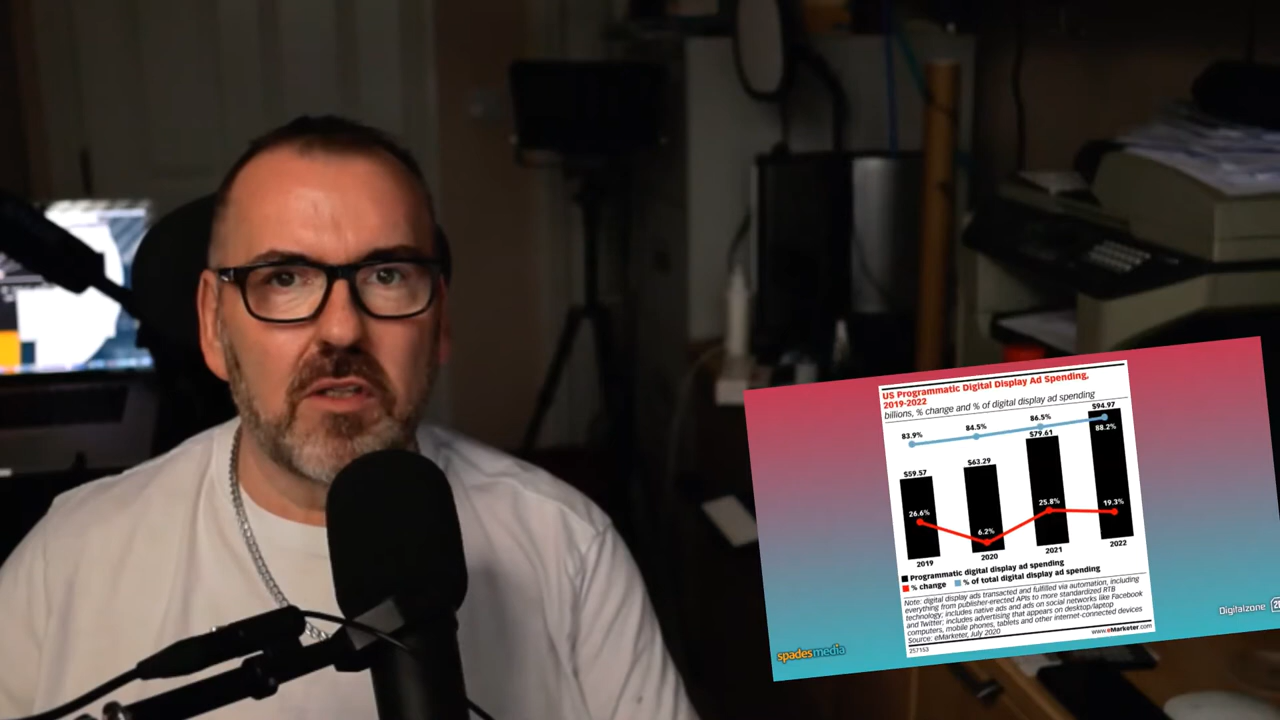 US Programmatic Digital Display Ad Spending,
2019-2022
billions, % change and % of digital display ad spending
83.9%
84.5%
86.5%
$94.97
88.2%
$59.57
$63.29
$79.61
26.6%
6.2%
25.8%
19.3%
2019
2020
2021
2022
Programmatic digital display ad spending
% change
% of total digital display ad spending
Note: digital display ads transacted and fulfilled via automation, including
everything from publisher-erected APIs to more standardized RTB
technology; includes native ads and ads on social networks like Facebook
and Twitter; includes advertising that appears on desktop/laptop
computers, mobile phones, tablets and other internet-connected devices
Source: eMarketer, July 2020
257153
www.eMarketer.com
spadesmedia
Digitalzone